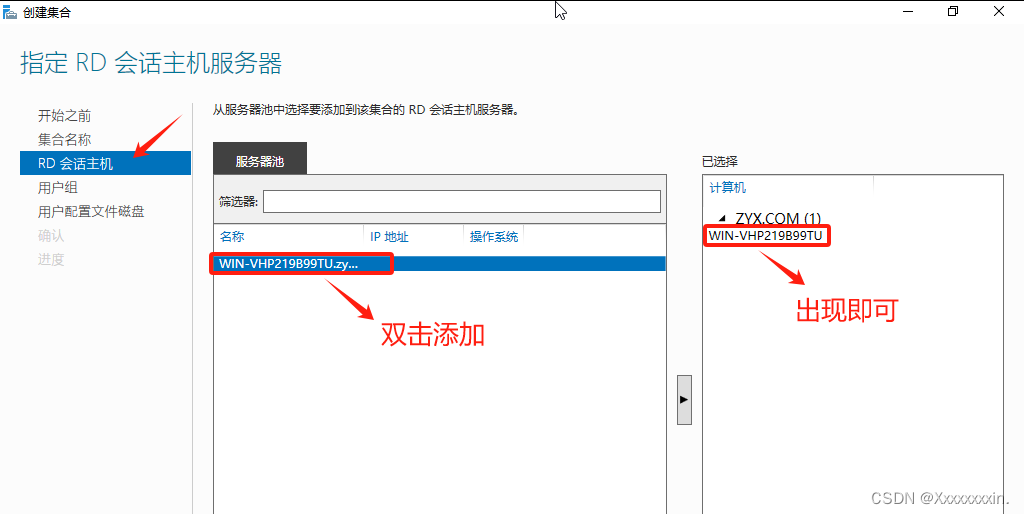 创建集合
指定 RD 会话主机服务器
开始之前
集合名称
RD 会话主机
用户组
用户配置文件磁盘
确认
进度
从服务器池中选择要添加到该集合的 RD 会话主机服务器。
服务器池
筛选器:
名称 IP 地址 操作系统
WIN-VHP219B99TU.zy...
双击添加
已选择
计算机
ZYX.COM (1)
WIN-VHP219B99TU
出现即可
CSDN @Xxxxxxxxin.